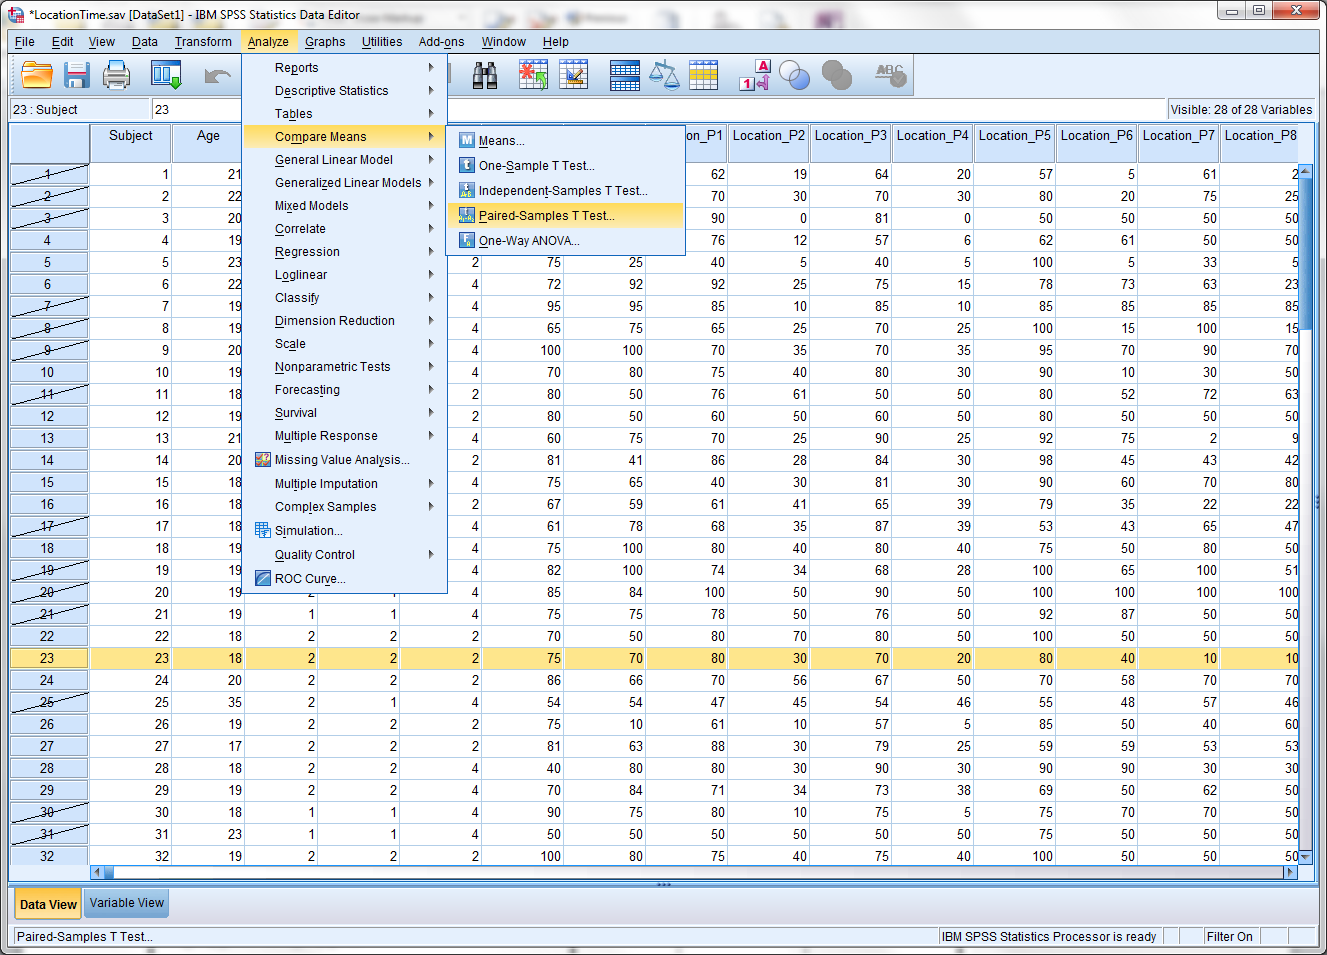 *LocationTime.sav [DataSet1] - IBM SPSS Statistics Data Editor
File Edit View Data Transform Analyze Graphs Utilities Add-ons Window Help
23 : Subject 23 Visible: 28 of 28 Variables
Subject Age on_P1 Location_P2 Location_P3 Location_P4 Location_P5 Location_P6 Location_P7 Location_P8
Reports
Descriptive Statistics
Tables
Compare Means
General Linear Model
Generalized Linear Models
Mixed Models
Correlate
Regression
Loglinear
Classify
Dimension Reduction
Scale
Nonparametric Tests
Forecasting
Survival
Multiple Response
Missing Value Analysis...
Multiple Imputation
Complex Samples
Simulation...
Quality Control
ROC Curve...
Means...
One-Sample T Test...
Independent-Samples T Test...
Paired-Samples T Test...
One-Way ANOVA...
1 1 21 62 19 64 20 57 5 61 2
2 2 22 70 30 70 30 80 20 75 25
3 3 20 90 0 81 0 50 50 50 50
4 4 19 76 12 57 6 62 61 50 50
5 5 23 2 75 25 40 5 40 5 100 5 33 5
6 6 22 4 72 92 92 25 75 15 78 73 63 23
7 7 19 4 95 95 85 10 85 10 85 85 85 85
8 8 19 4 65 75 65 25 70 25 100 15 100 15
9 9 20 4 100 100 70 35 70 35 95 70 90 70
10 10 19 4 70 80 75 40 80 30 90 10 30 50
11 11 18 2 80 50 76 61 50 50 80 52 72 63
12 12 19 2 80 50 60 50 60 50 80 50 50 50
13 13 21 4 60 75 70 25 90 25 92 75 2 9
14 14 20 2 81 41 86 28 84 30 98 45 43 42
15 15 18 4 75 65 40 30 81 30 90 60 70 80
16 16 18 2 67 59 61 41 65 39 79 35 22 22
17 17 18 4 61 78 68 35 87 39 53 43 65 47
18 18 19 4 75 100 80 40 80 40 75 50 80 50
19 19 19 4 82 100 74 34 68 28 100 65 100 51
20 20 19 2 1 4 85 84 100 50 90 50 100 100 100 100
21 21 19 1 1 4 75 75 78 50 76 50 92 87 50 50
22 22 18 2 2 2 70 50 80 70 80 50 100 50 50 50
23 23 18 2 2 2 75 70 80 30 70 20 80 40 10 10
24 24 20 2 2 2 86 66 70 56 67 50 70 58 70 70
25 25 35 2 1 4 54 54 47 45 54 46 55 48 57 46
26 26 19 2 2 2 75 10 61 10 57 5 85 50 40 60
27 27 17 2 2 2 81 63 88 30 79 25 59 59 53 53
28 28 18 2 2 2 40 80 80 30 90 30 90 90 30 30
29 29 19 2 2 4 70 84 71 34 73 38 69 50 62 50
30 30 18 1 1 4 90 75 80 10 75 5 75 20 70 50
31 31 23 1 1 4 50 50 50 50 50 50 75 50 50 50
32 32 19 2 2 2 100 80 75 40 75 40 100 50 50 50
Data View Variable View
Paired-Samples T Test... IBM SPSS Statistics Processor is ready Filter On